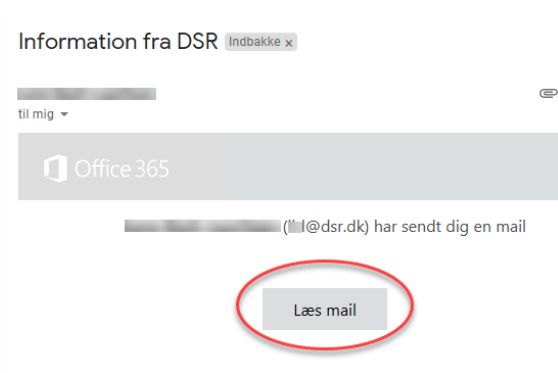 Information fra DSR Indbakke x
til mig
Office 365
@dsr.dk) har sendt dig en mail
Læs mail